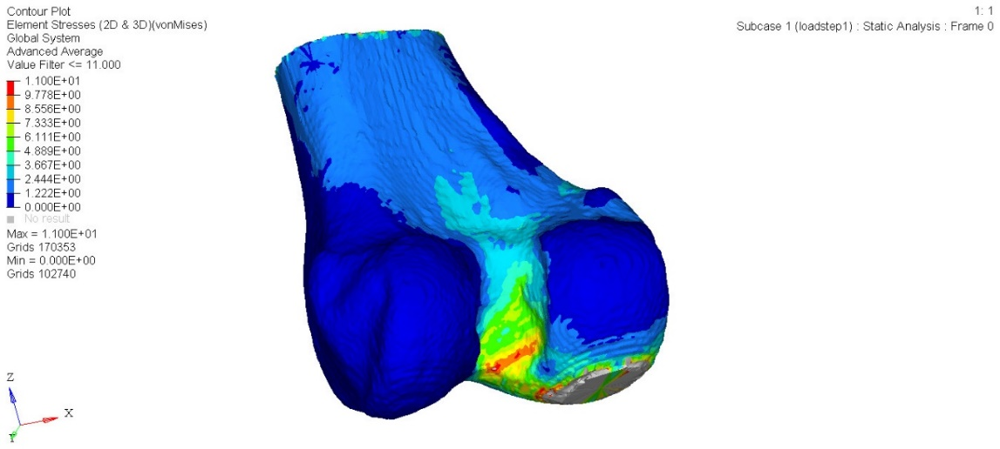 Contour Plot
Element Stresses (2D & 3D)(vonMises)
Global System
Advanced Average
Value Filter <= 11.000
1.100E+01
9.778E+00
8.556E+00
7.333E+00
6.111E+00
4.889E+00
3.667E+00
2.444E+00
1.222E+00
0.000E+00
No result
Max = 1.100E+01
Grids 170353
Min = 0.000E+00
Grids 102740
1: 1
Subcase 1 (loadstep1) : Static Analysis : Frame 0
Z
X
Y